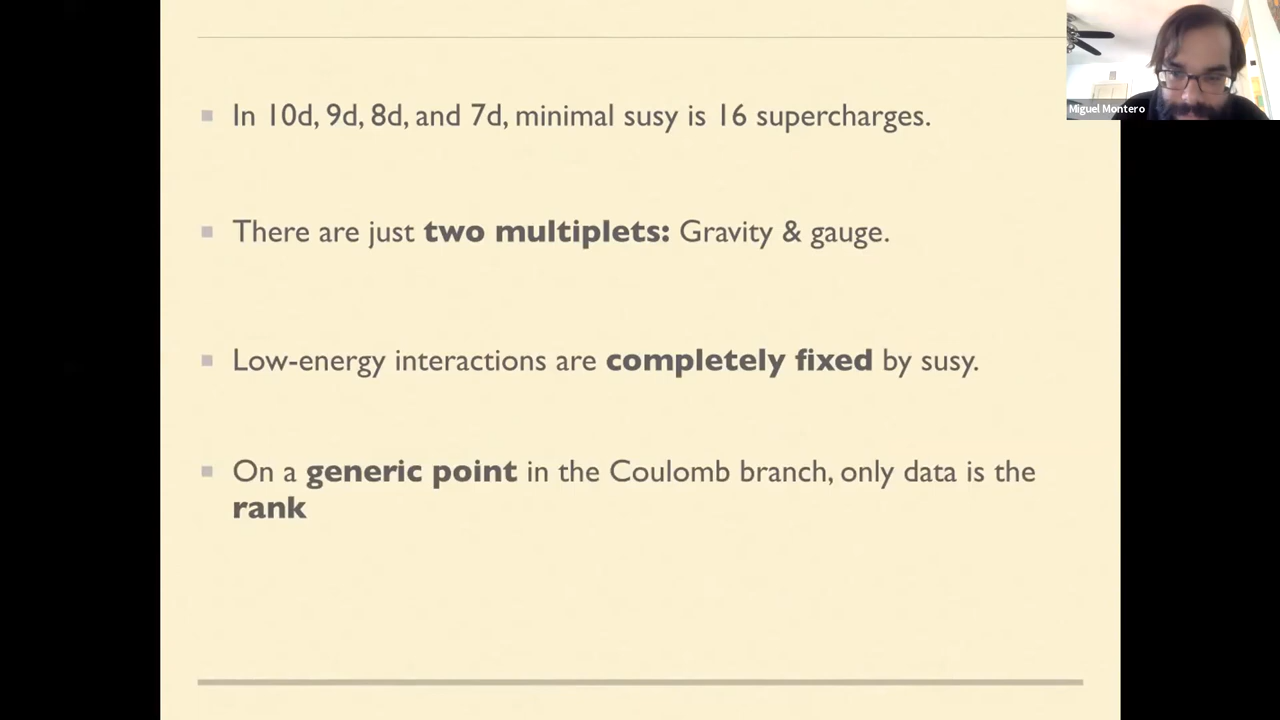 Miguel Montero
In 10d, 9d, 8d, and 7d, minimal susy is 16 supercharges.
There are just two multiplets: Gravity & gauge.
Low-energy interactions are completely fixed by susy.
On a generic point in the Coulomb branch, only data is the
rank